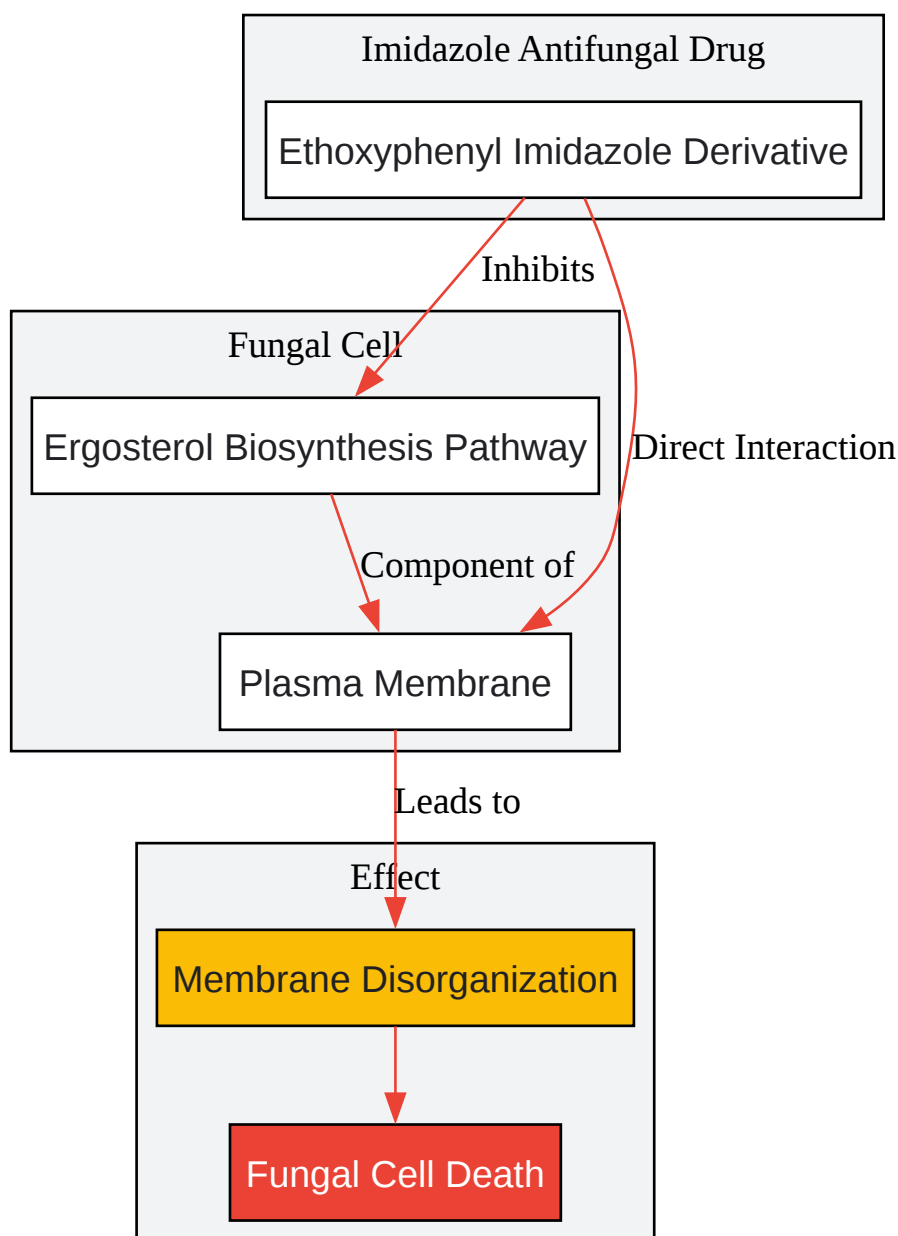 Imidazole Antifungal Drug
Ethoxyphenyl Imidazole Derivative
Inhibits
Fungal Cell
Ergosterol Biosynthesis Pathway
Direct Interaction
Component of
Plasma Membrane
Leads to
Effect
Membrane Disorganization
Fungal Cell Death